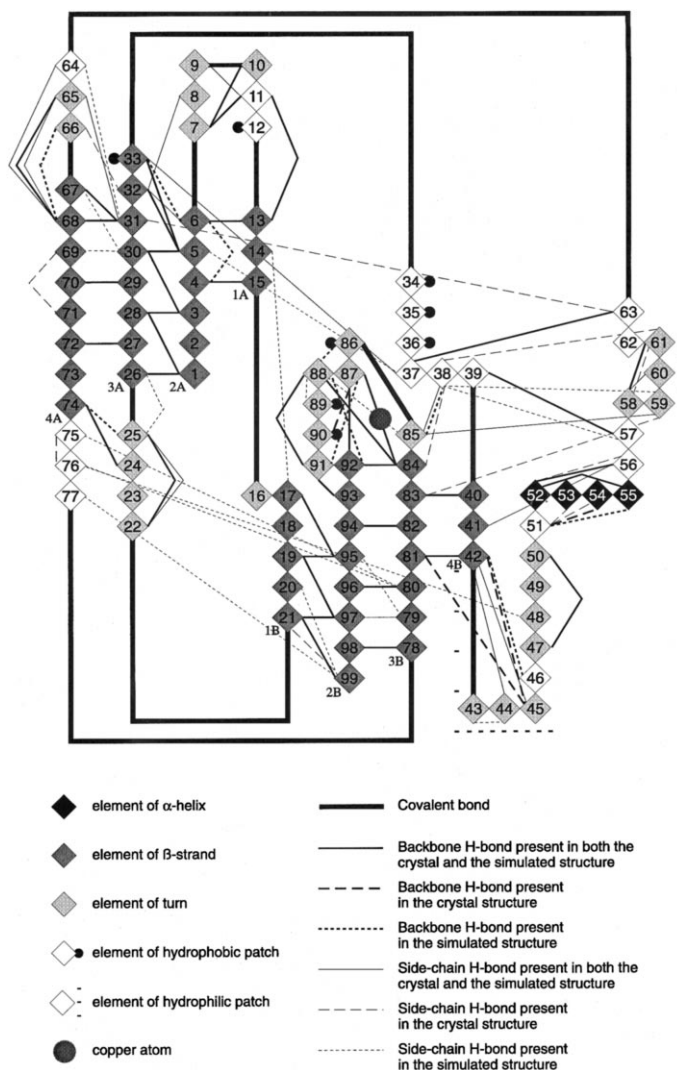 64 9 10
65 8 11
66 7 12
33
67 32
68 31 6 13
69 30 5 14
70 29 4 15 34
1A
71 28 3 35 63
72 27 2 86 36 62 61
73 26 1 88 87 37 38 39 60
3A 2A
74 89 58 59
4A
75 25 90 85 57
76 24 91 92 84 56
77 23 16 17 93 83 40 52 53 54 55
22 18 94 82 41 51
19 95 81 42 50
4B
20 96 80 49
21 97 79 48
1B
98 78 47
3B
99 46
2B
43 44 45
element of α-helix
element of ß-strand
element of turn
element of hydrophobic patch
element of hydrophilic patch
copper atom
Covalent bond
Backbone H-bond present in both the
crystal and the simulated structure
Backbone H-bond present
in the crystal structure
Backbone H-bond present
in the simulated structure
Side-chain H-bond present in both the
crystal and the simulated structure
Side-chain H-bond present
in the crystal structure
Side-chain H-bond present
in the simulated structure